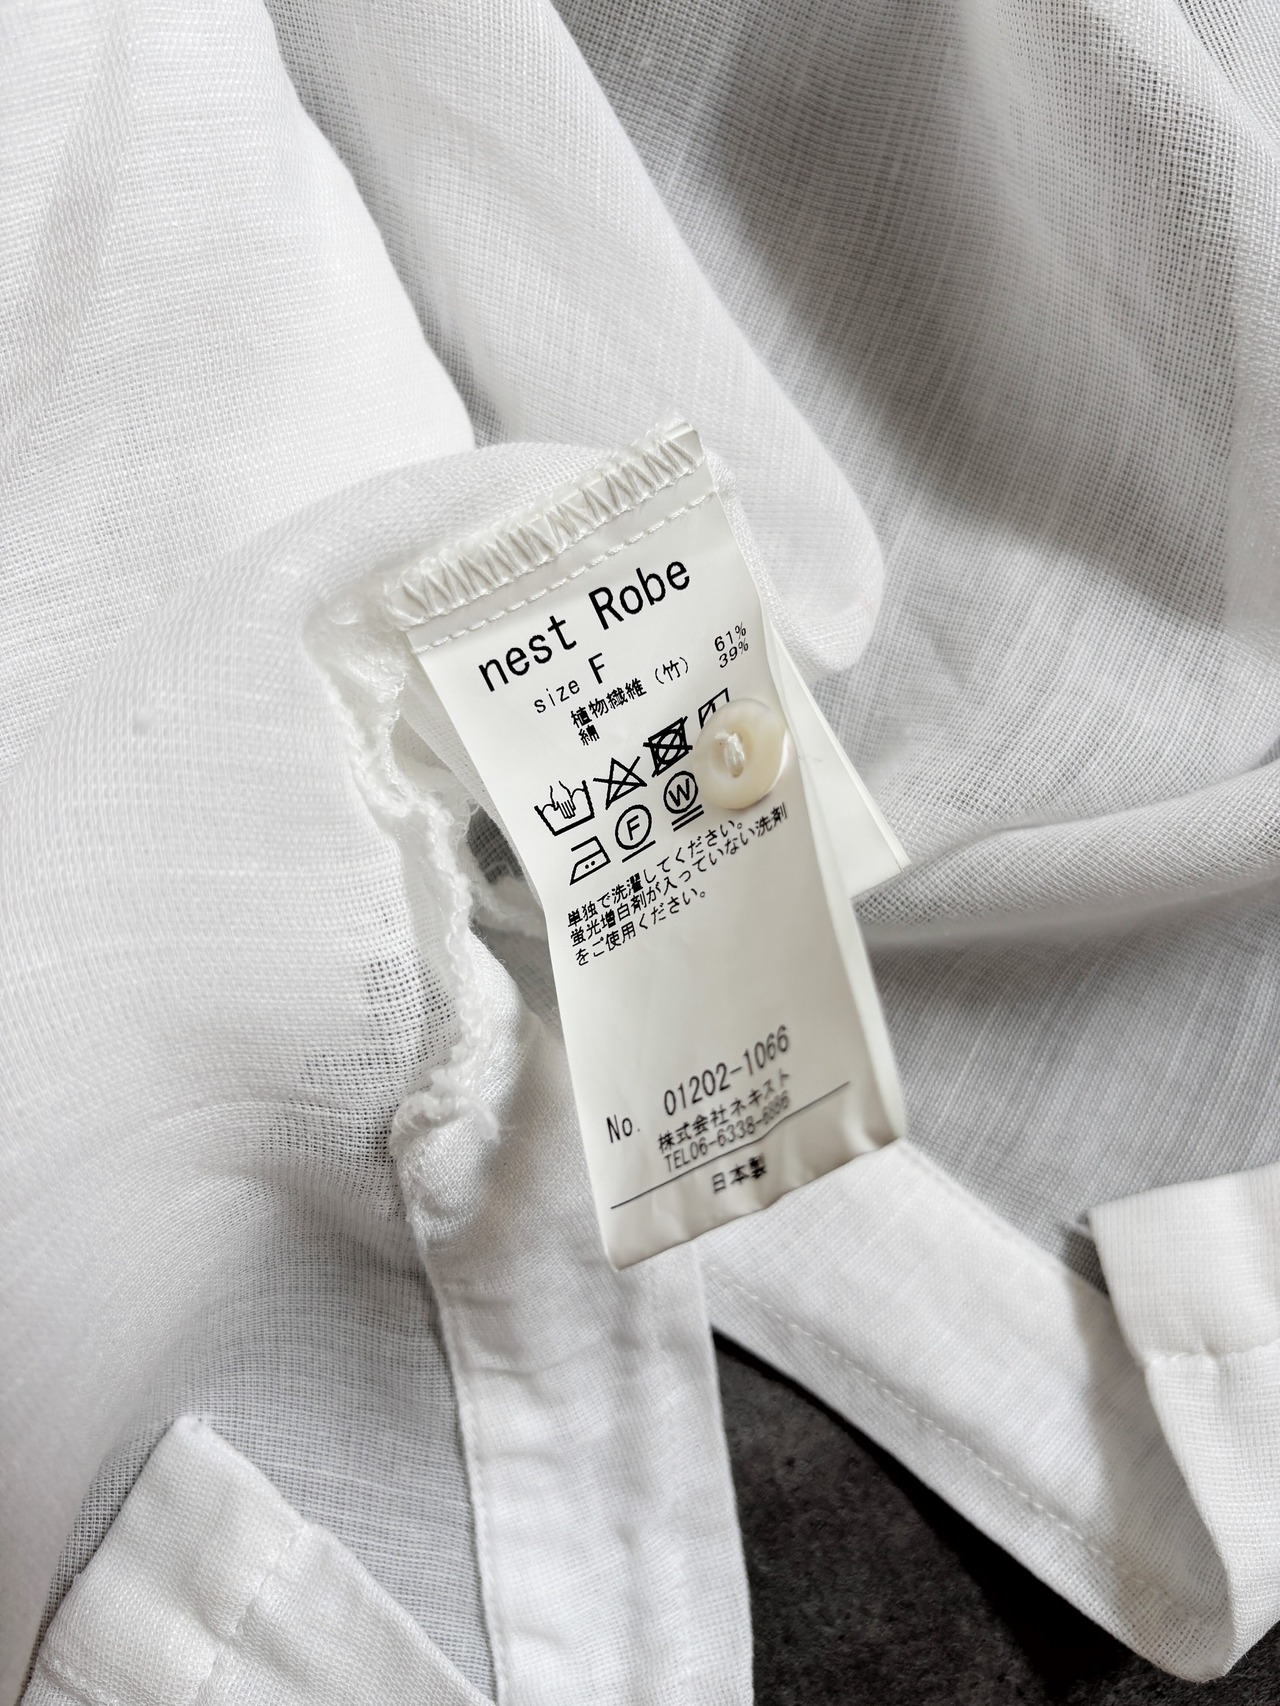 nest Robe
size F
植物繊維（竹） 61%
綿 39%
F W
単独で洗濯してください。
蛍光増白剤が入っていない洗剤
をご使用ください。
No. 01202-1066
株式会社ネキスト
TEL06-6338-6886
日本製